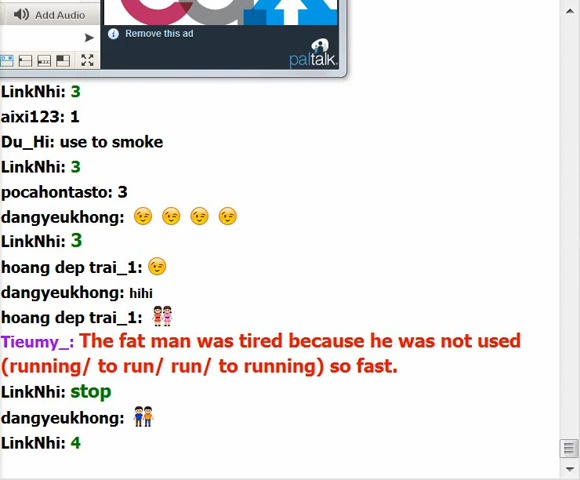 Add Audio
Remove this ad
paltalk
LinkNhi: 3
aixi123: 1
Du_Hi: use to smoke
LinkNhi: 3
pocahontasto: 3
dangyeukhong:
LinkNhi: 3
hoang dep trai_1:
dangyeukhong: hihi
hoang dep trai_1:
Tieumy_: The fat man was tired because he was not used
(running/ to run/ run/ to running) so fast.
LinkNhi: stop
dangyeukhong:
LinkNhi: 4